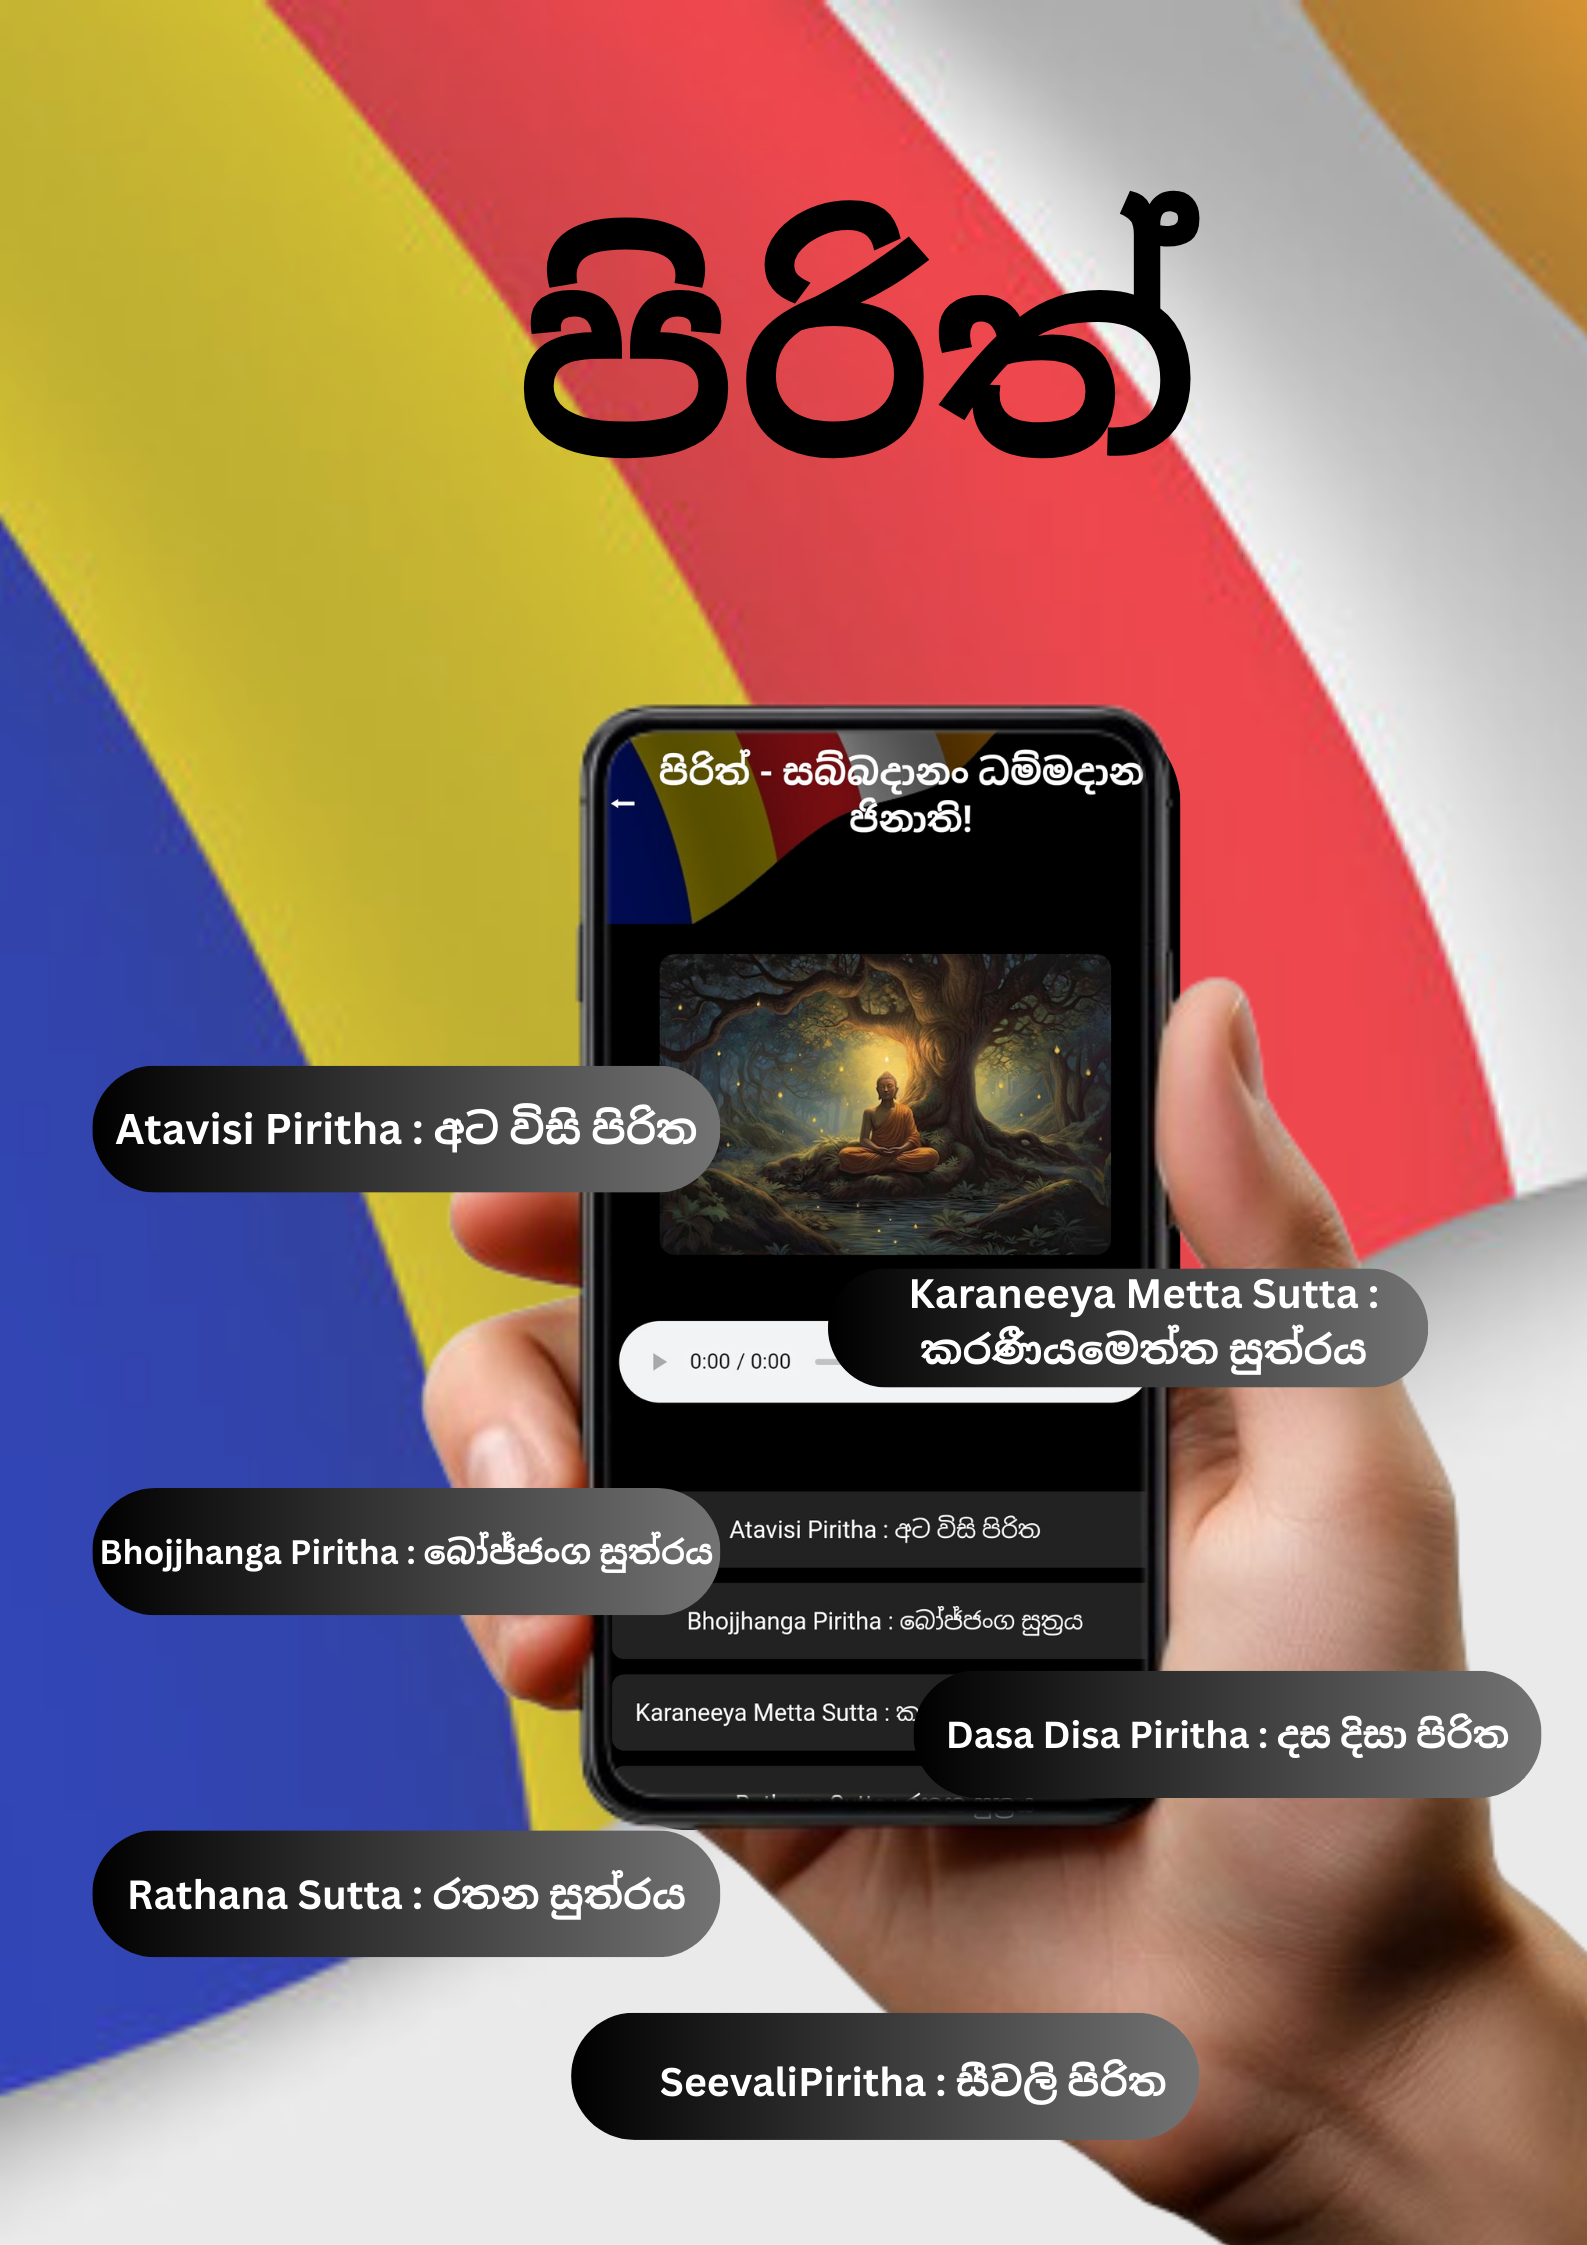 පිරිත්
පිරිත් - සබ්බදානං ධම්මදාන
ජිනාති!
Atavisi Piritha : අට විසි පිරිත
Karaneeya Metta Sutta :
කරණීයමෙත්ත සුත්රය
0:00 / 0:00
Atavisi Piritha : අට විසි පිරිත
Bhojjhanga Piritha : බෝජ්ජංග සුත්රය
Bhojjhanga Piritha : බෝජ්ජංග සුත්‍රය
Karaneeya Metta Sutta :
Dasa Disa Piritha : දස දිසා පිරිත
Rathana Sutta : රතන සුත්රය
SeevaliPiritha : සීවලි පිරිත